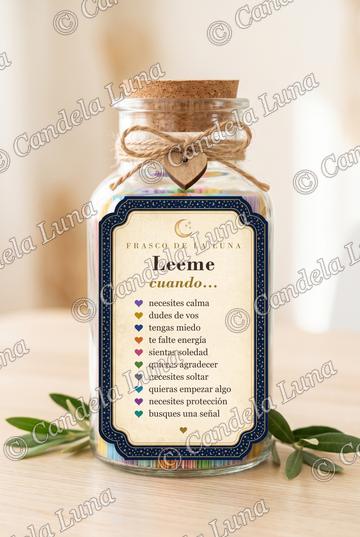 © Candela Luna
FRASCO DE LA LUNA
Leeme
cuando...
necesites calma
dudes de vos
tengas miedo
te falte energía
sientas soledad
quieras agradecer
necesites soltar
quieras empezar algo
necesites protección
busques una señal